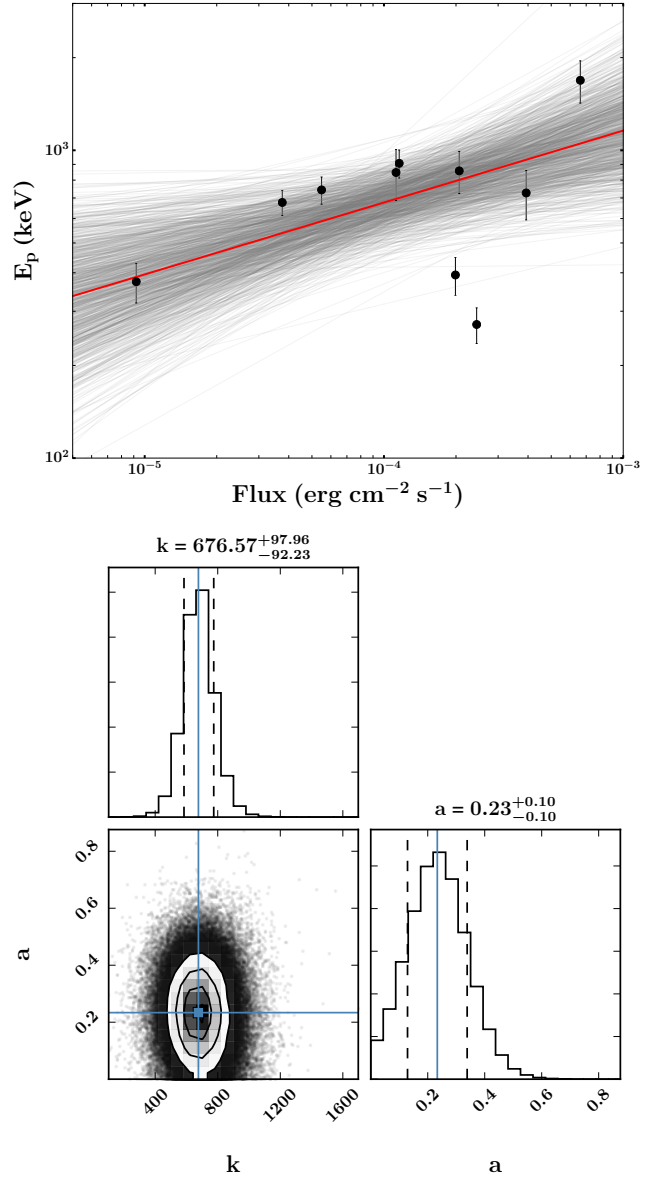 10³
E_p (keV)
10²
10⁻⁵ 10⁻⁴ 10⁻³
Flux (erg cm⁻² s⁻¹)
k = 676.57⁺⁹⁷·⁹⁶₋₉₂.₂₃
a = 0.23⁺⁰·¹⁰₋₀.₁₀
0.8
0.6
a
0.4
0.2
400 800 1200 1600
0.2 0.4 0.6 0.8
k a